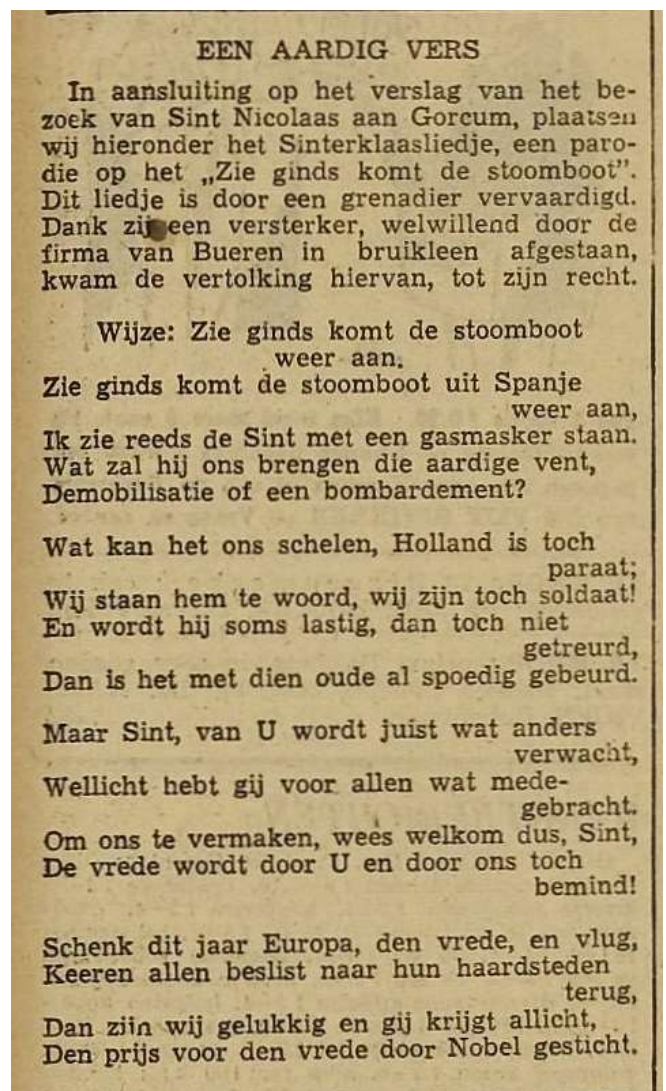 EEN AARDIG VERS
In aansluiting op het verslag van het be-
zoek van Sint Nicolaas aan Gorcum, plaatsen
wij hieronder het Sinterklaasliedje, een paro-
die op het „Zie ginds komt de stoomboot”.
Dit liedje is door een grenadier vervaardigd.
Dank zij een versterker, welwillend door de
firma van Bueren in bruikleen afgestaan,
kwam de vertolking hiervan, tot zijn recht.
Wijze: Zie ginds komt de stoomboot
weer aan.
Zie ginds komt de stoomboot uit Spanje
weer aan,
Ik zie reeds de Sint met een gasmasker staan.
Wat zal hij ons brengen die aardige vent,
Demobilisatie of een bombardement?
Wat kan het ons schelen, Holland is toch
paraat;
Wij staan hem te woord, wij zijn toch soldaat!
En wordt hij soms lastig, dan toch niet
getreurd,
Dan is het met dien oude al spoedig gebeurd.
Maar Sint, van U wordt juist wat anders
verwacht,
Wellicht hebt gij voor allen wat mede-
gebracht.
Om ons te vermaken, wees welkom dus, Sint,
De vrede wordt door U en door ons toch
bemind!
Schenk dit jaar Europa, den vrede, en vlug,
Keeren allen beslist naar hun haardsteden
terug,
Dan zijn wij gelukkig en gij krijgt allicht,
Den prijs voor den vrede door Nobel gesticht.